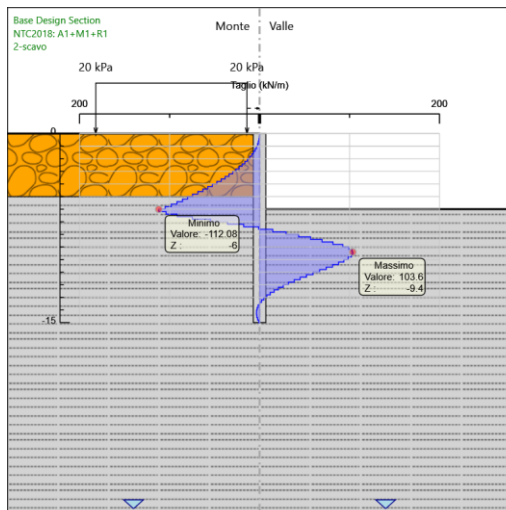 Base Design Section
NTC2018: A1+M1+R1
2-scavo
Monte Valle
20 kPa 20 kPa
Taglio (kN/m)
200 200
0
Minimo
Valore: -112.08
Z : -6
Massimo
Valore: 103.6
Z : -9.4
-15